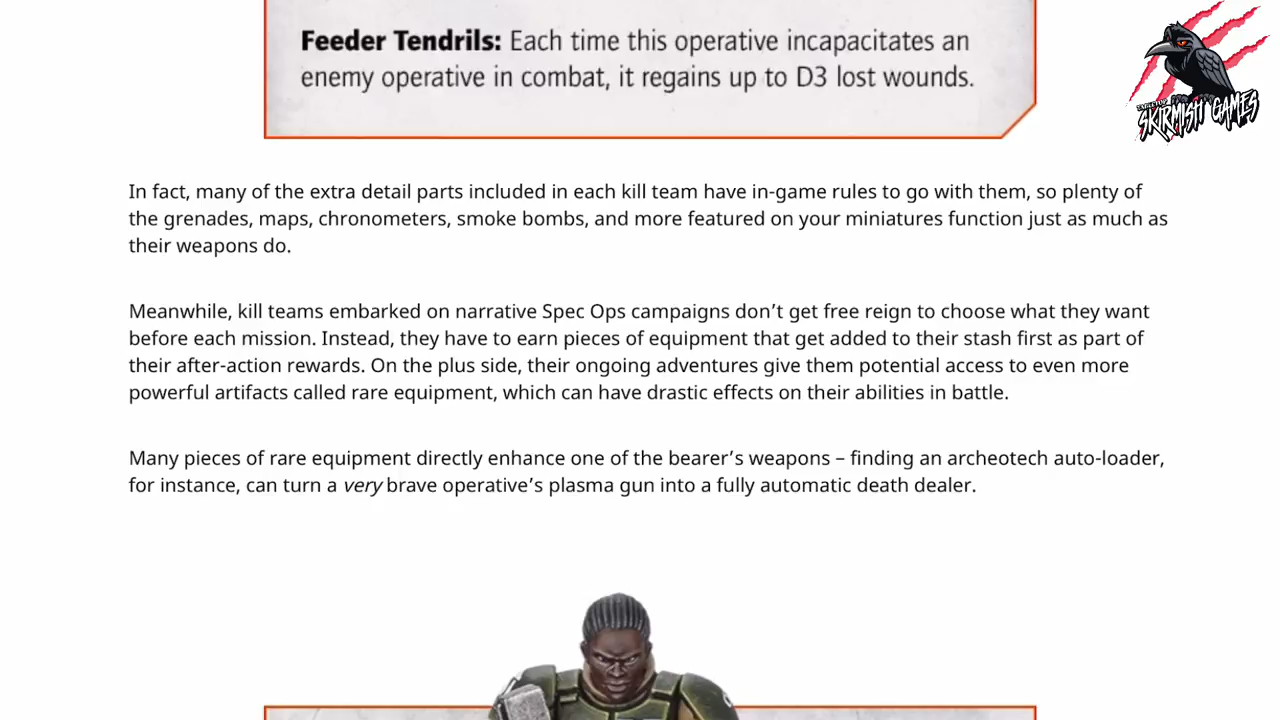 Feeder Tendrils: Each time this operative incapacitates an
enemy operative in combat, it regains up to D3 lost wounds.
TABLETOP
SKIRMISH GAMES
In fact, many of the extra detail parts included in each kill team have in-game rules to go with them, so plenty of
the grenades, maps, chronometers, smoke bombs, and more featured on your miniatures function just as much as
their weapons do.
Meanwhile, kill teams embarked on narrative Spec Ops campaigns don’t get free reign to choose what they want
before each mission. Instead, they have to earn pieces of equipment that get added to their stash first as part of
their after-action rewards. On the plus side, their ongoing adventures give them potential access to even more
powerful artifacts called rare equipment, which can have drastic effects on their abilities in battle.
Many pieces of rare equipment directly enhance one of the bearer’s weapons – finding an archeotech auto-loader,
for instance, can turn a very brave operative’s plasma gun into a fully automatic death dealer.